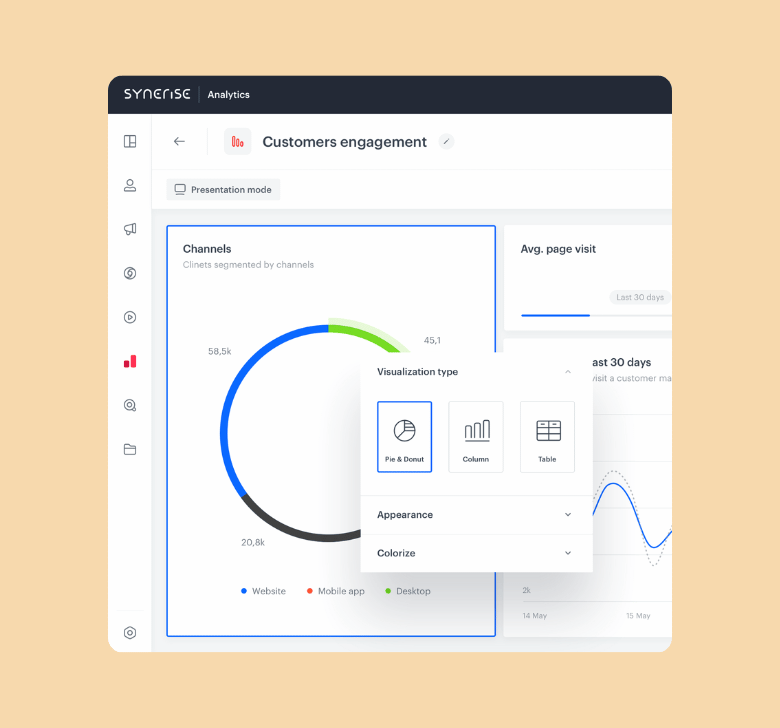 SYNERISE Analytics
Customers engagement
Presentation mode
Channels
Clinets segmented by channels
58,5k
45,1
20,8k
Website
Mobile app
Desktop
Avg. page visit
Last 30 days
ast 30 days
visit a customer ma
2k
14 May
15 May
Visualization type
Pie & Donut
Column
Table
Appearance
Colorize